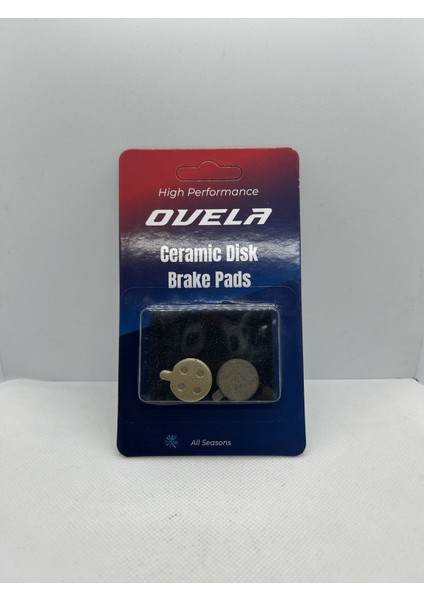 High Performance
OVELA
Ceramic Disk
Brake Pads
All Seasons